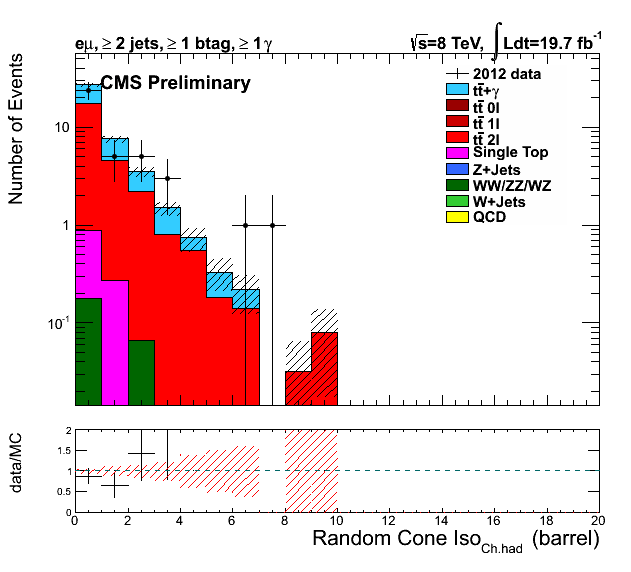 eμ, ≥ 2 jets, ≥ 1 btag, ≥ 1 γ
√s=8 TeV, ∫ Ldt=19.7 fb⁻¹
CMS Preliminary
2012 data
tt̄+γ
tt̄ 0l
tt̄ 1l
tt̄ 2l
Single Top
Z+Jets
WW/ZZ/WZ
W+Jets
QCD
Number of Events
10
1
10⁻¹
data/MC
2
1.5
1
0.5
0
0 2 4 6 8 10 12 14 16 18 20
Random Cone Iso_Ch.had (barrel)